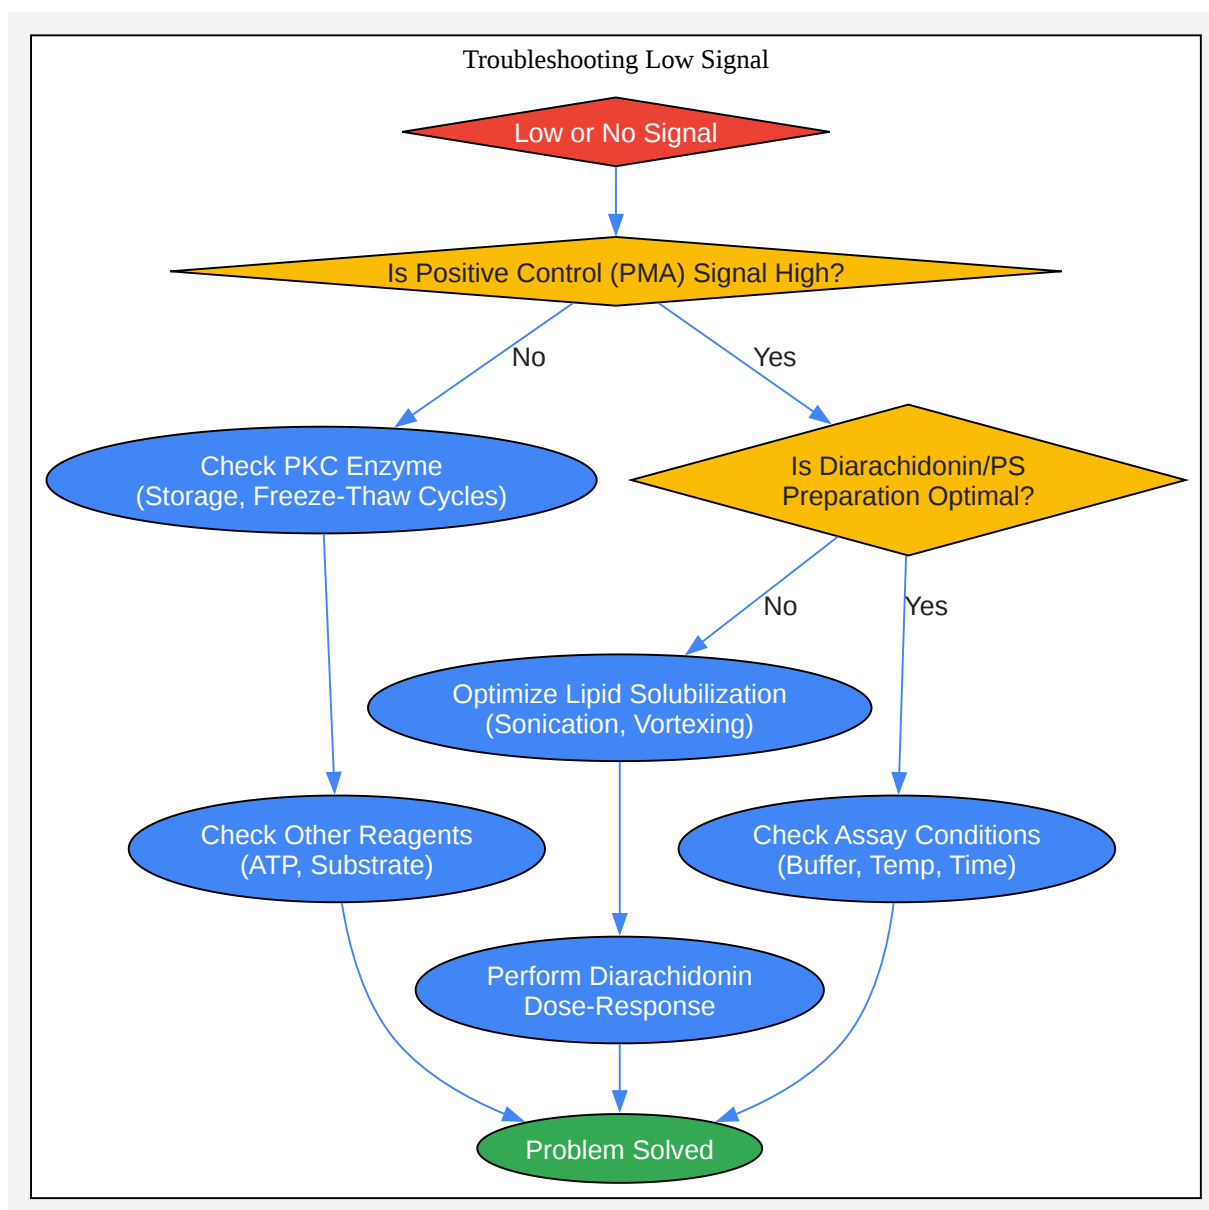 Troubleshooting Low Signal
Low or No Signal
Is Positive Control (PMA) Signal High?
No
Yes
Check PKC Enzyme
(Storage, Freeze-Thaw Cycles)
Is Diarachidonin/PS
Preparation Optimal?
No
Yes
Optimize Lipid Solubilization
(Sonication, Vortexing)
Check Other Reagents
(ATP, Substrate)
Check Assay Conditions
(Buffer, Temp, Time)
Perform Diarachidonin
Dose-Response
Problem Solved